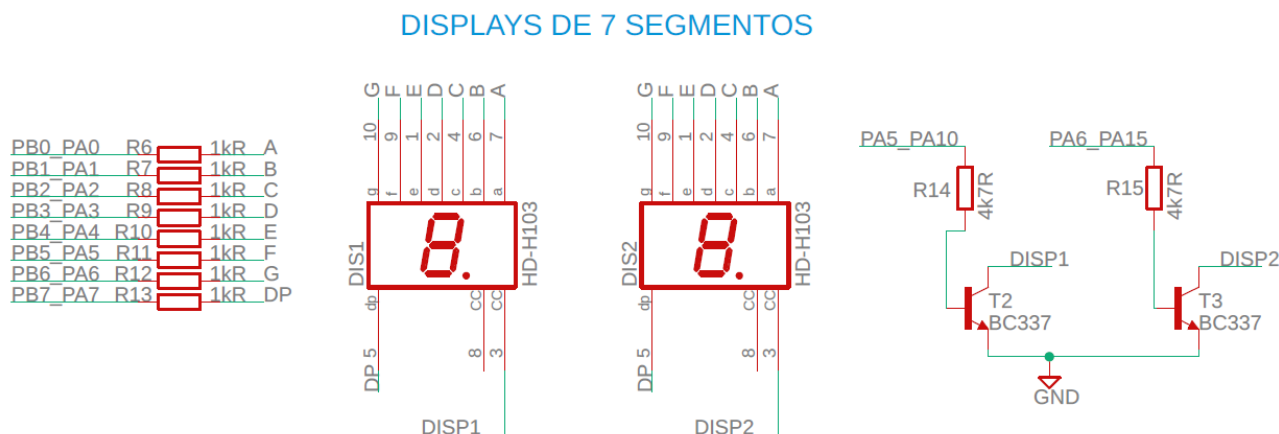 DISPLAYS DE 7 SEGMENTOS
PB0_PA0 R6 1kR A
PB1_PA1 R7 1kR B
PB2_PA2 R8 1kR C
PB3_PA3 R9 1kR D
PB4_PA4 R10 1kR E
PB5_PA5 R11 1kR F
PB6_PA6 R12 1kR G
PB7_PA7 R13 1kR DP
G F E D C B A
10 9 1 2 4 6 7
g f e d c b a
DIS1
8.
HD-H103
dp CC CC
5 8 3
DP
DISP1
G F E D C B A
10 9 1 2 4 6 7
g f e d c b a
DIS2
8.
HD-H103
dp CC CC
5 8 3
DP
DISP2
PA5_PA10
R14
4k7R
DISP1
T2
BC337
PA6_PA15
R15
4k7R
DISP2
T3
BC337
GND